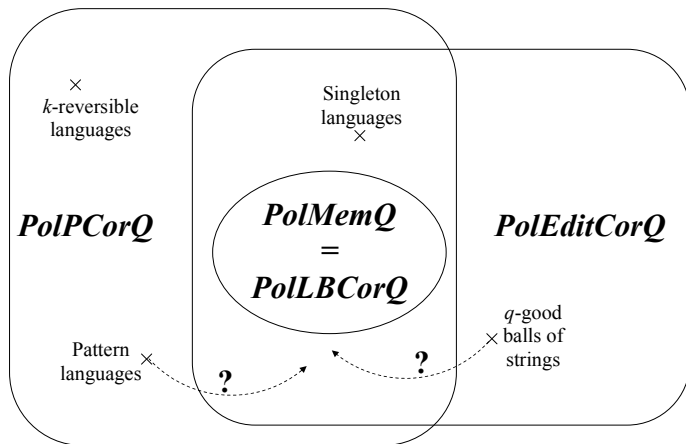 Singleton
languages
k-reversible
languages
PolPCorQ
PolMemQ
=
PolLBCorQ
PolEditCorQ
Pattern
languages
?
?
q-good
balls of
strings